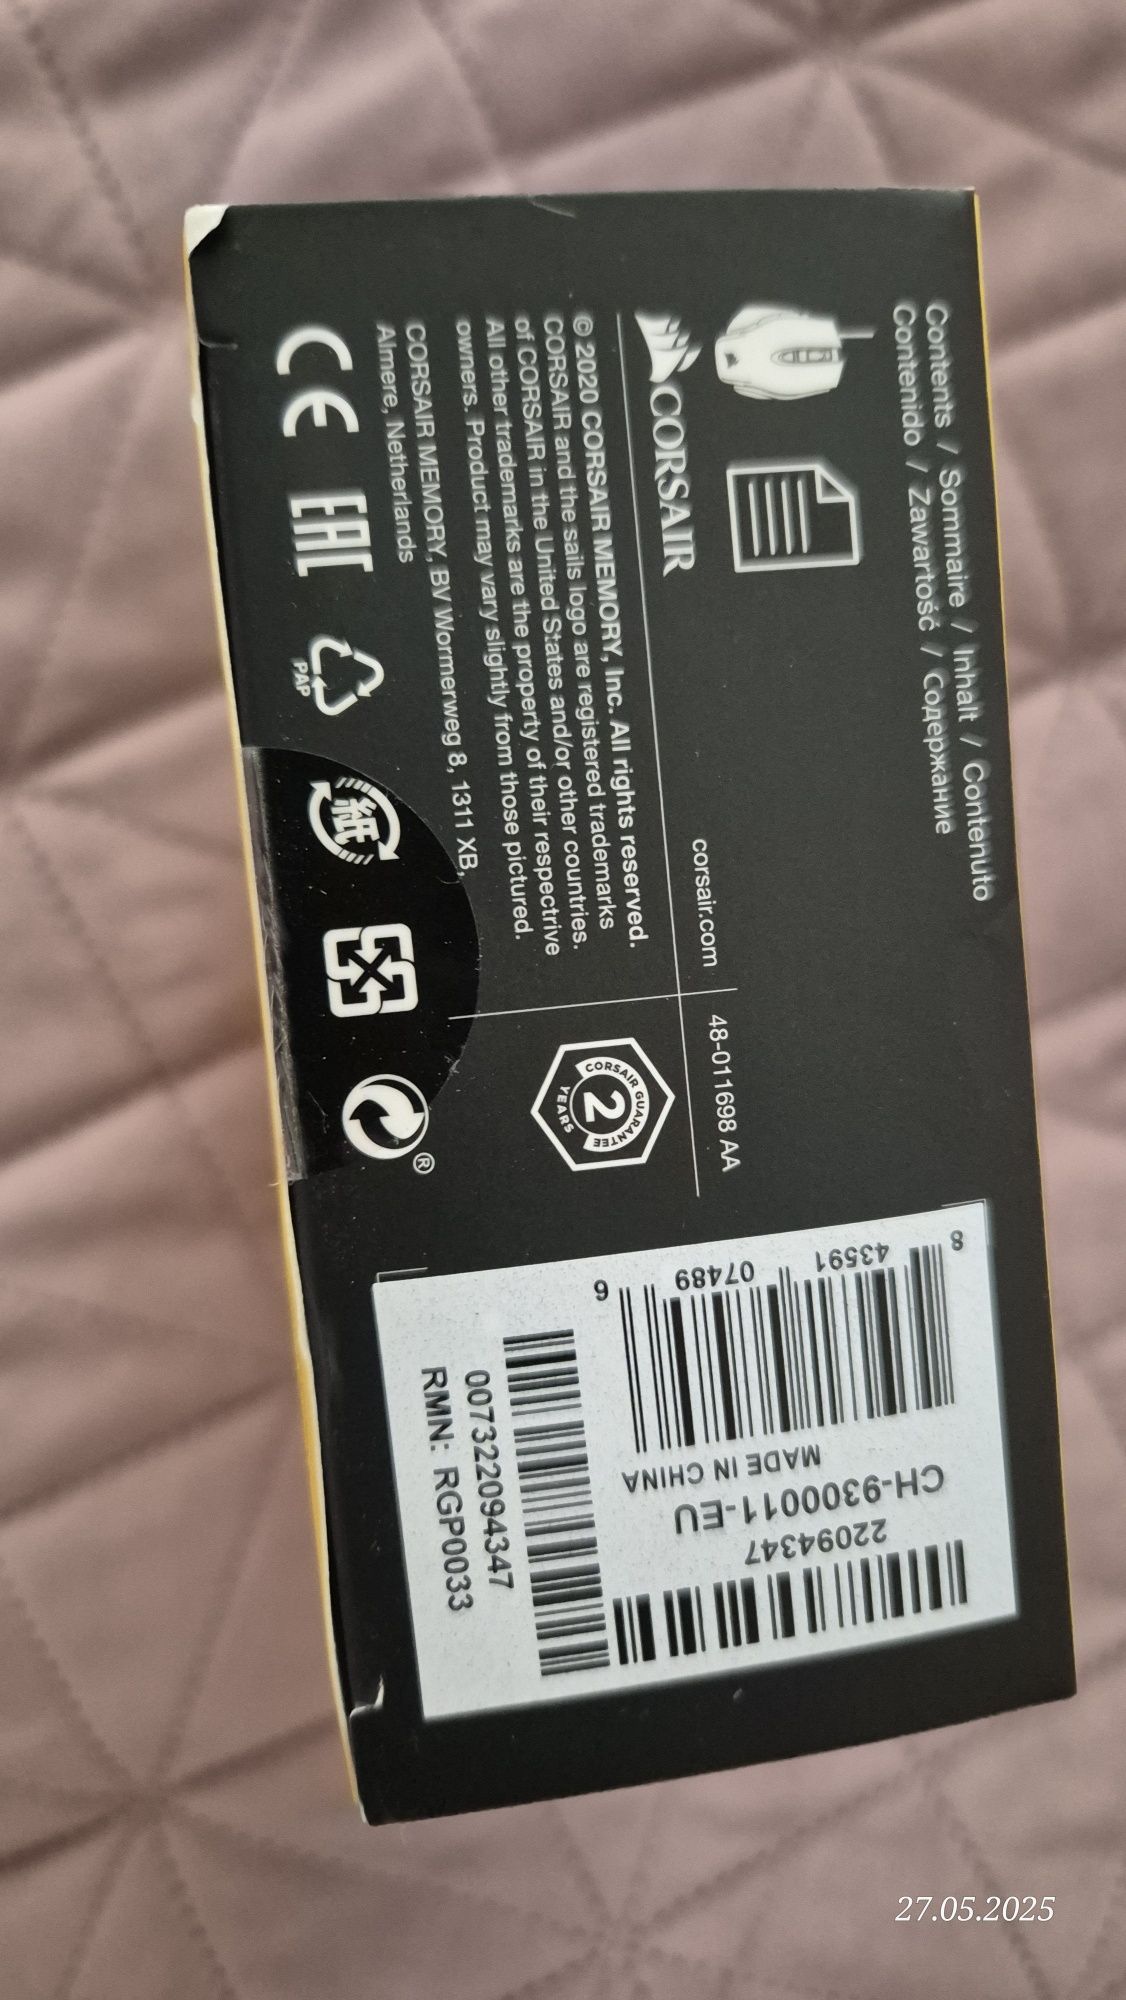 Contents / Sommaire / Inhalt / Contenuto
Contenido / Zawartość / Содержание
CORSAIR
corsair.com
48-011698 AA
© 2020 CORSAIR MEMORY, Inc. All rights reserved.
CORSAIR and the sails logo are registered trademarks
of CORSAIR in the United States and/or other countries.
All other trademarks are the property of their respectrive
owners. Product may vary slightly from those pictured.
CORSAIR MEMORY, BV Wormerweg 8, 1311 XB,
Almere, Netherlands
CORSAIR GUARANTEE
2
YEARS
CE EAC
PAP
紙
®
8 43591 07489 6
MADE IN CHINA
CH-9300011-EU
22094347
007322094347
RMN: RGP0033
27.05.2025